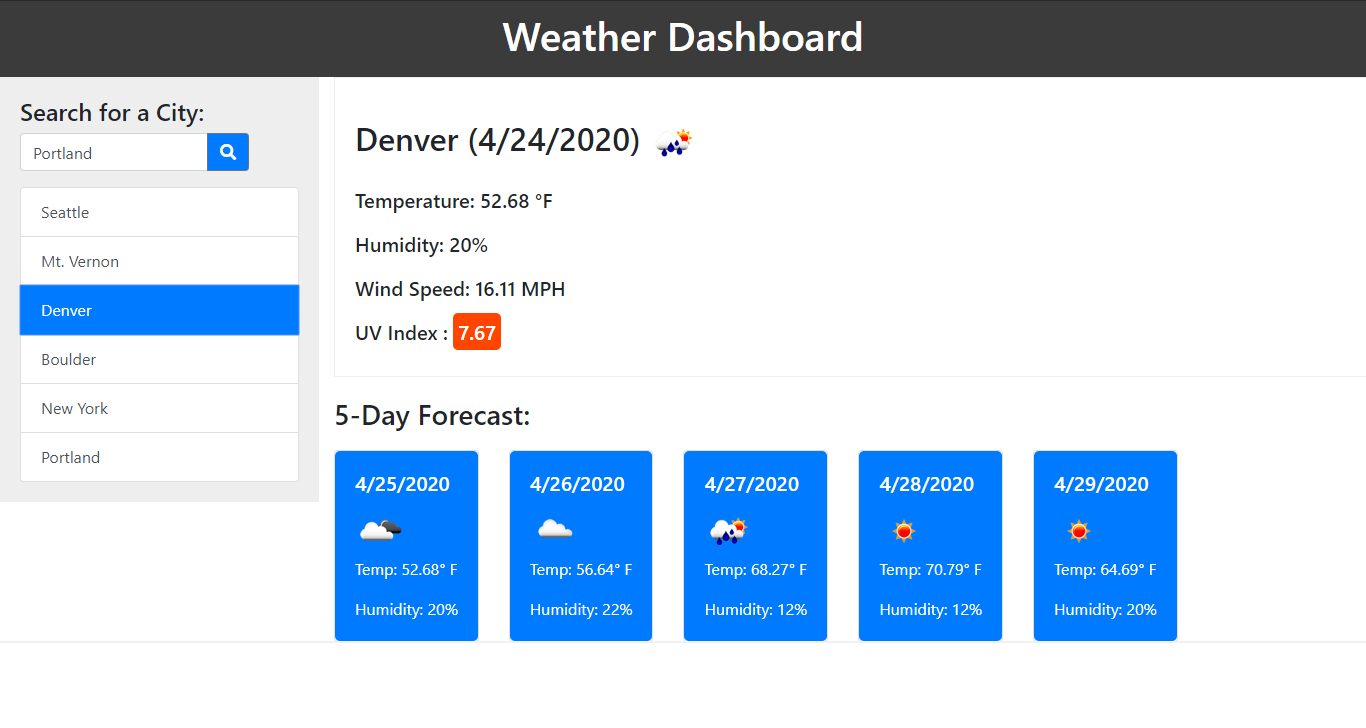 Weather Dashboard
Search for a City:
Portland
Seattle
Mt. Vernon
Denver
Boulder
New York
Portland
Denver (4/24/2020)
Temperature: 52.68 °F
Humidity: 20%
Wind Speed: 16.11 MPH
UV Index : 7.67
5-Day Forecast:
4/25/2020
Temp: 52.68° F
Humidity: 20%
4/26/2020
Temp: 56.64° F
Humidity: 22%
4/27/2020
Temp: 68.27° F
Humidity: 12%
4/28/2020
Temp: 70.79° F
Humidity: 12%
4/29/2020
Temp: 64.69° F
Humidity: 20%